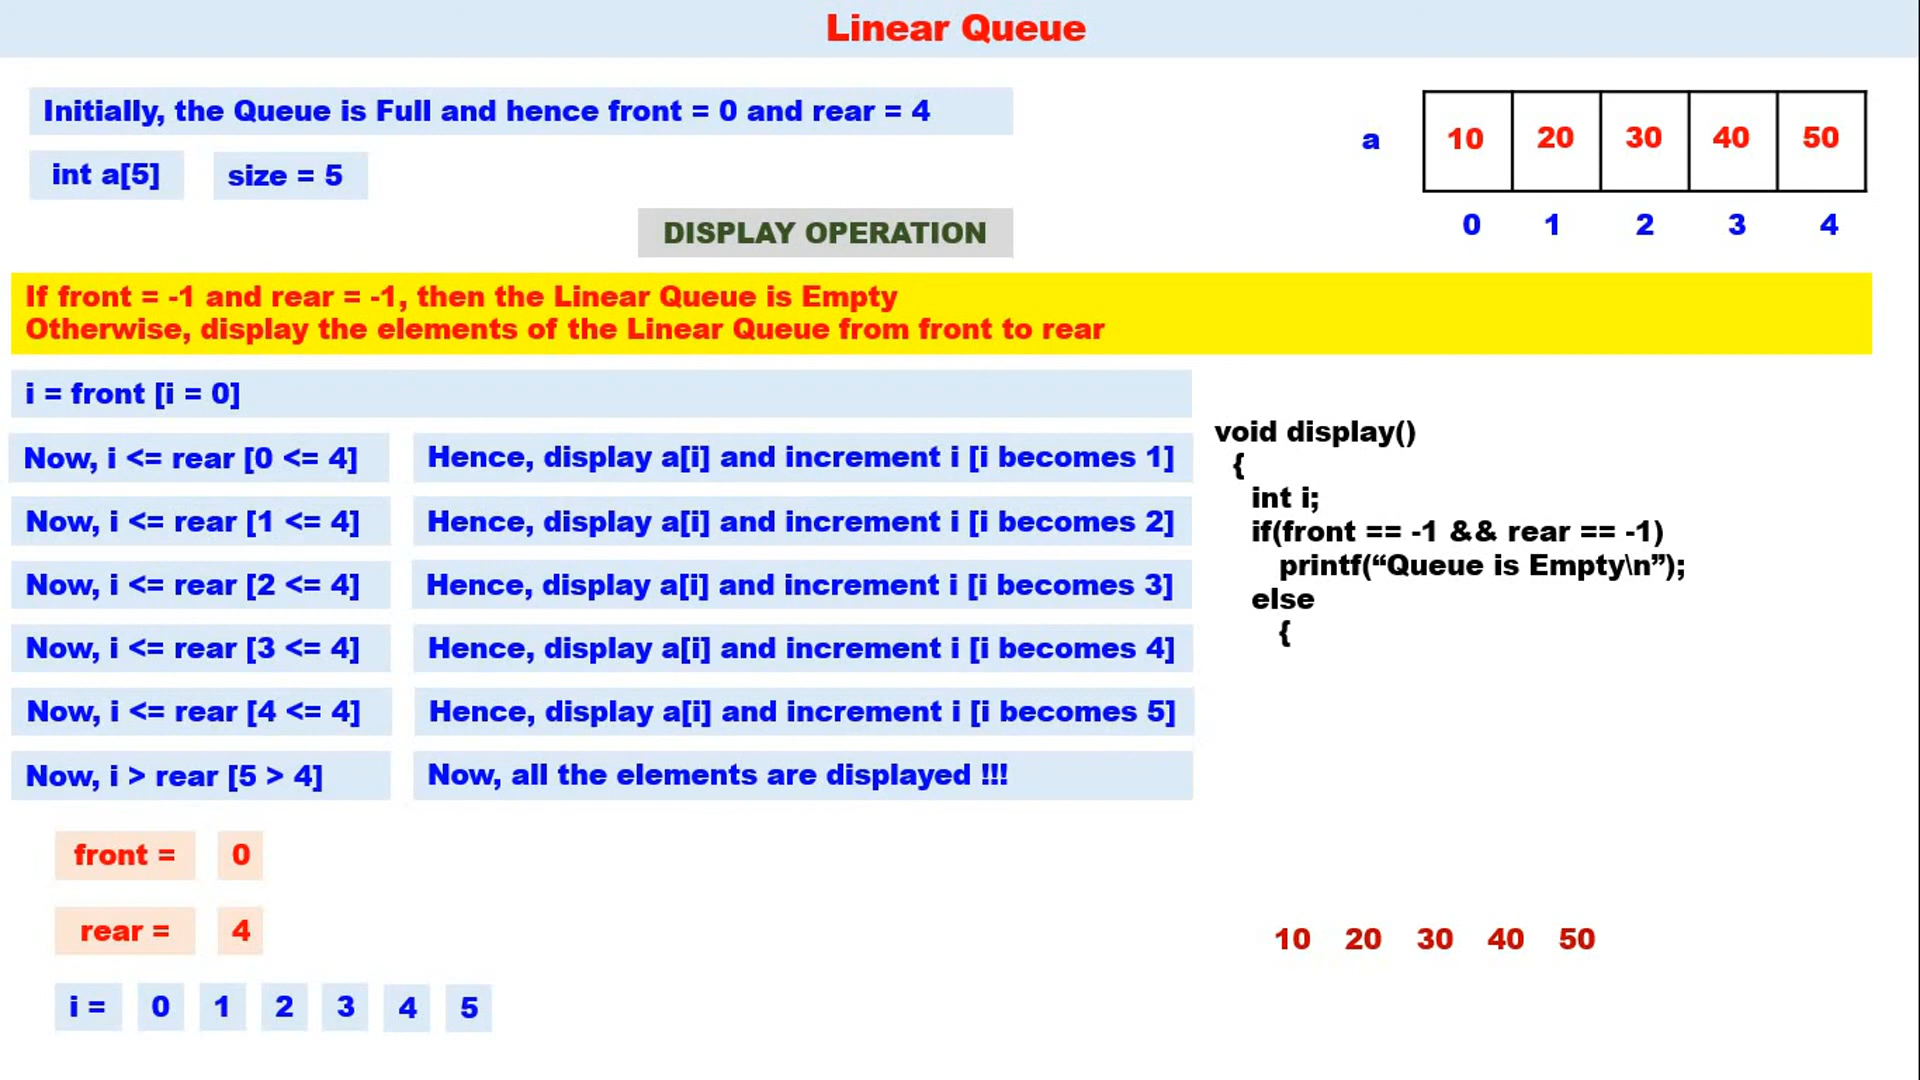 Linear Queue
Initially, the Queue is Full and hence front = 0 and rear = 4
int a[5] size = 5
a 10 20 30 40 50
0 1 2 3 4
DISPLAY OPERATION
If front = -1 and rear = -1, then the Linear Queue is Empty
Otherwise, display the elements of the Linear Queue from front to rear
i = front [i = 0]
Now, i <= rear [0 <= 4] Hence, display a[i] and increment i [i becomes 1]
Now, i <= rear [1 <= 4] Hence, display a[i] and increment i [i becomes 2]
Now, i <= rear [2 <= 4] Hence, display a[i] and increment i [i becomes 3]
Now, i <= rear [3 <= 4] Hence, display a[i] and increment i [i becomes 4]
Now, i <= rear [4 <= 4] Hence, display a[i] and increment i [i becomes 5]
Now, i > rear [5 > 4] Now, all the elements are displayed !!!
void display()
{
int i;
if(front == -1 && rear == -1)
printf(“Queue is Empty\n”);
else
{
front = 0
rear = 4
i = 0 1 2 3 4 5
10 20 30 40 50